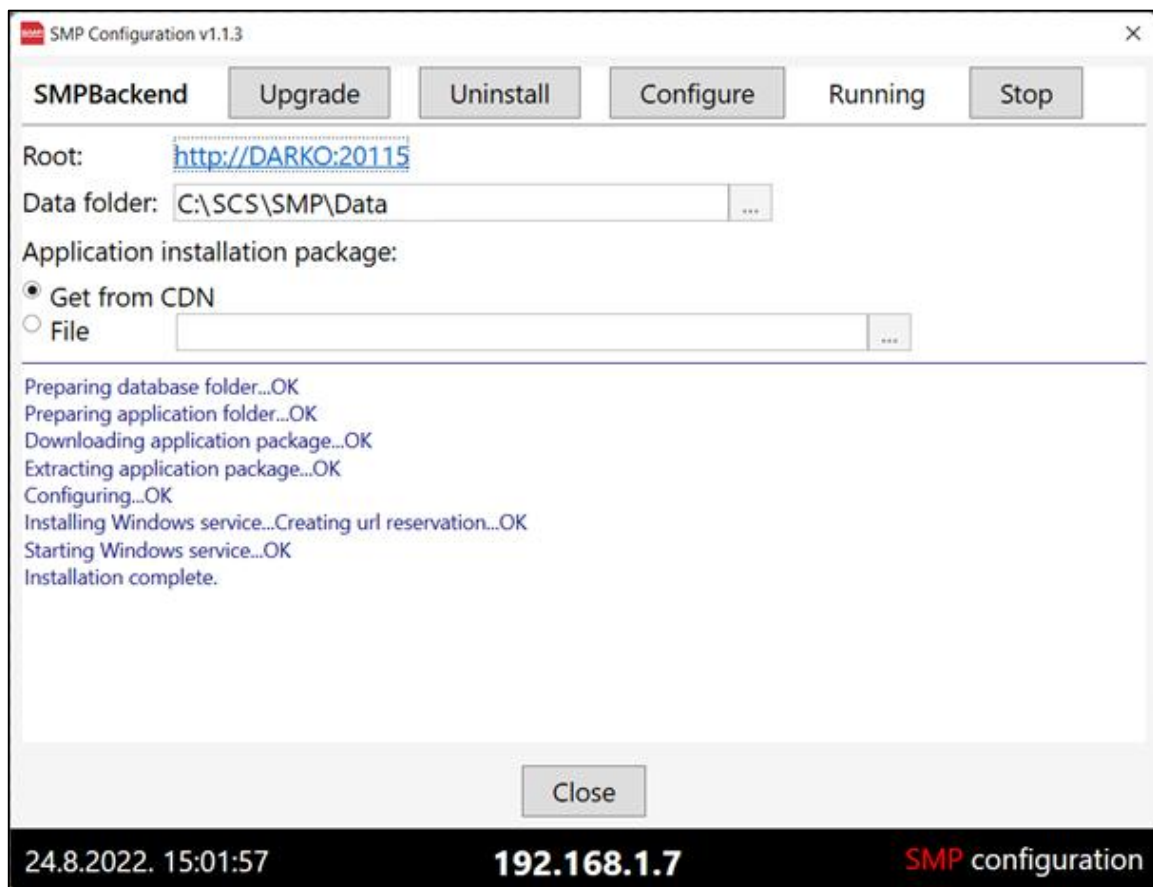 SMP Configuration v1.1.3
SMPBackend Upgrade Uninstall Configure Running Stop
Root: http://DARKO:20115
Data folder: C:\SCS\SMP\Data ...
Application installation package:
Get from CDN
File ...
Preparing database folder...OK
Preparing application folder...OK
Downloading application package...OK
Extracting application package...OK
Configuring...OK
Installing Windows service...Creating url reservation...OK
Starting Windows service...OK
Installation complete.
Close
24.8.2022. 15:01:57 192.168.1.7 SMP configuration